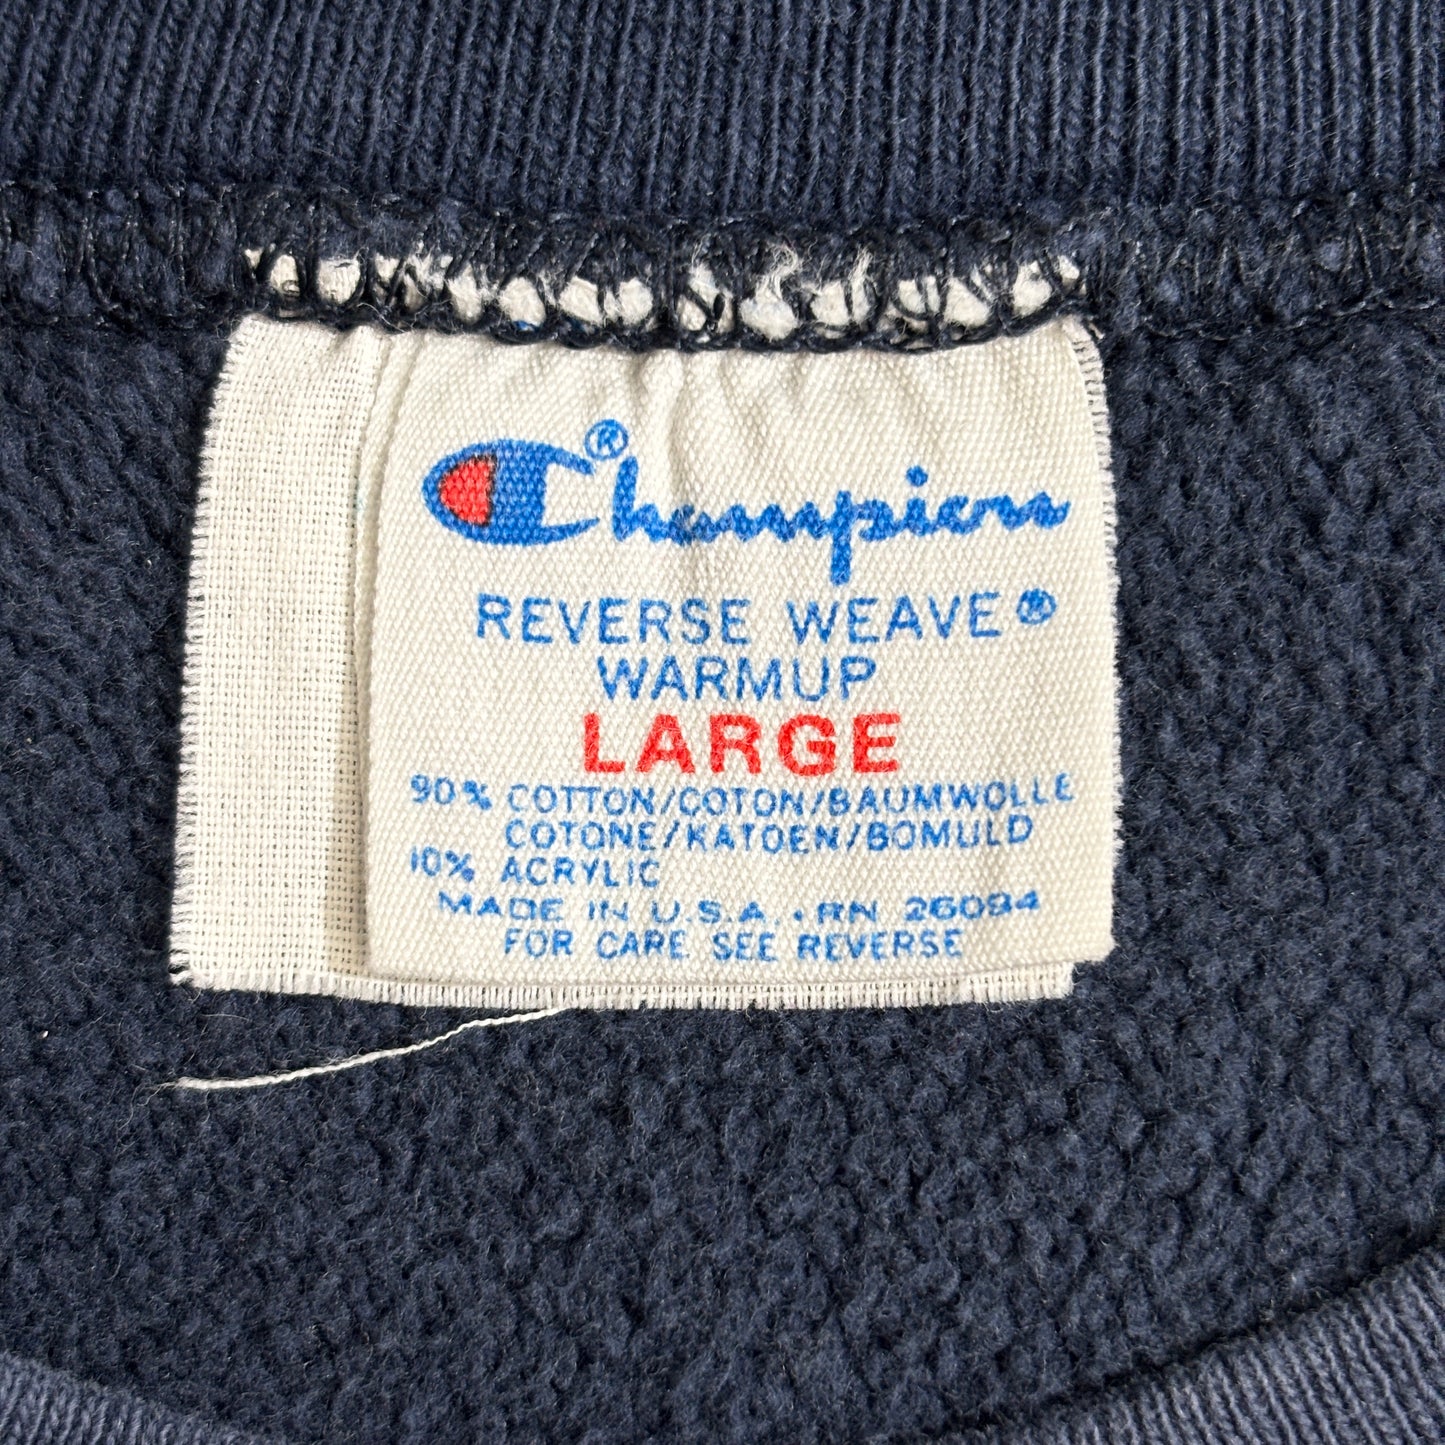 Champion®
REVERSE WEAVE®
WARMUP
LARGE
90% COTTON/COTON/BAUMWOLLE
COTONE/KATOEN/BOMULD
10% ACRYLIC
MADE IN U.S.A. • RN 26094
FOR CARE SEE REVERSE